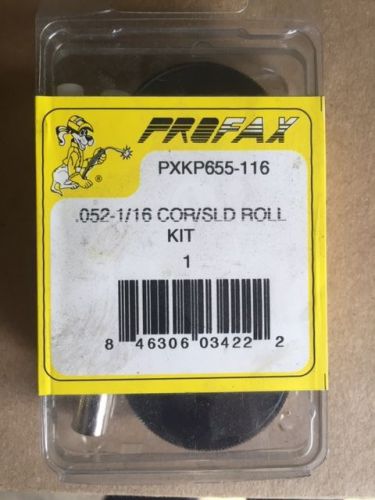 PROFAX
®
PXKP655-116
.052-1/16 COR/SLD ROLL
KIT
1
8 46306 03422 2